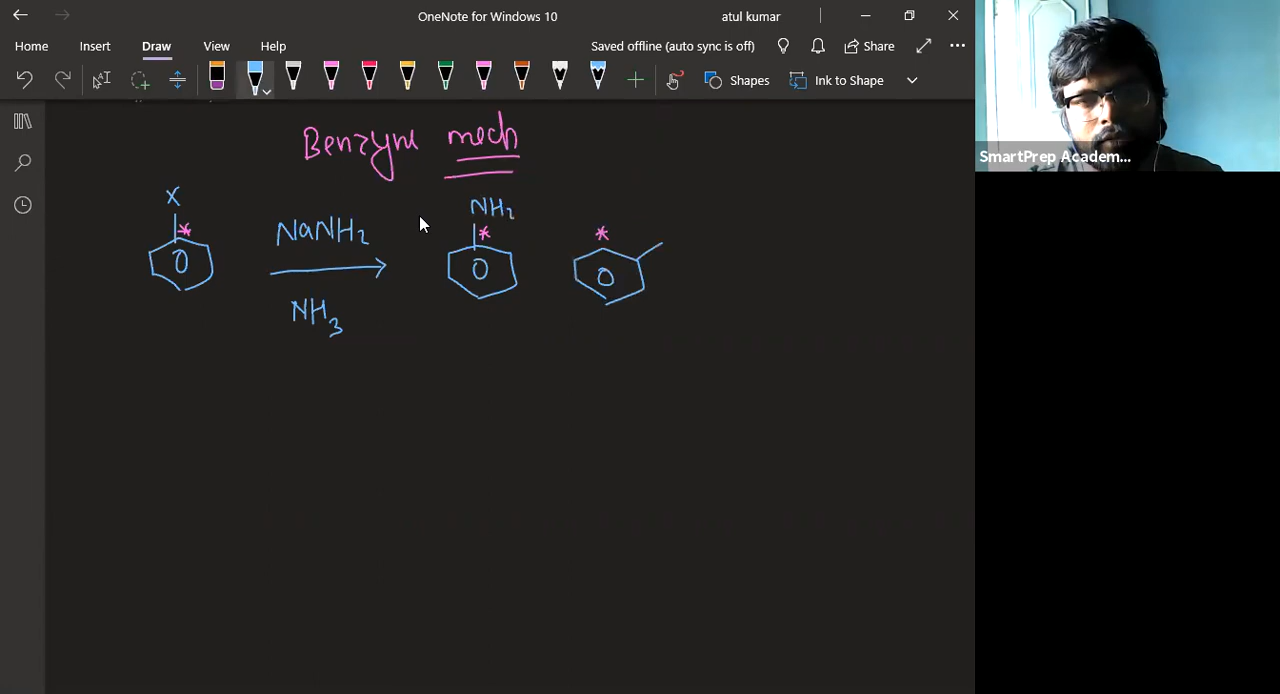 OneNote for Windows 10
atul kumar
Home Insert Draw View Help
Saved offline (auto sync is off)
Share
Shapes
Ink to Shape
SmartPrep Academ...
Benzyne mech
X
*
NaNH2
NH3
NH2
*
*